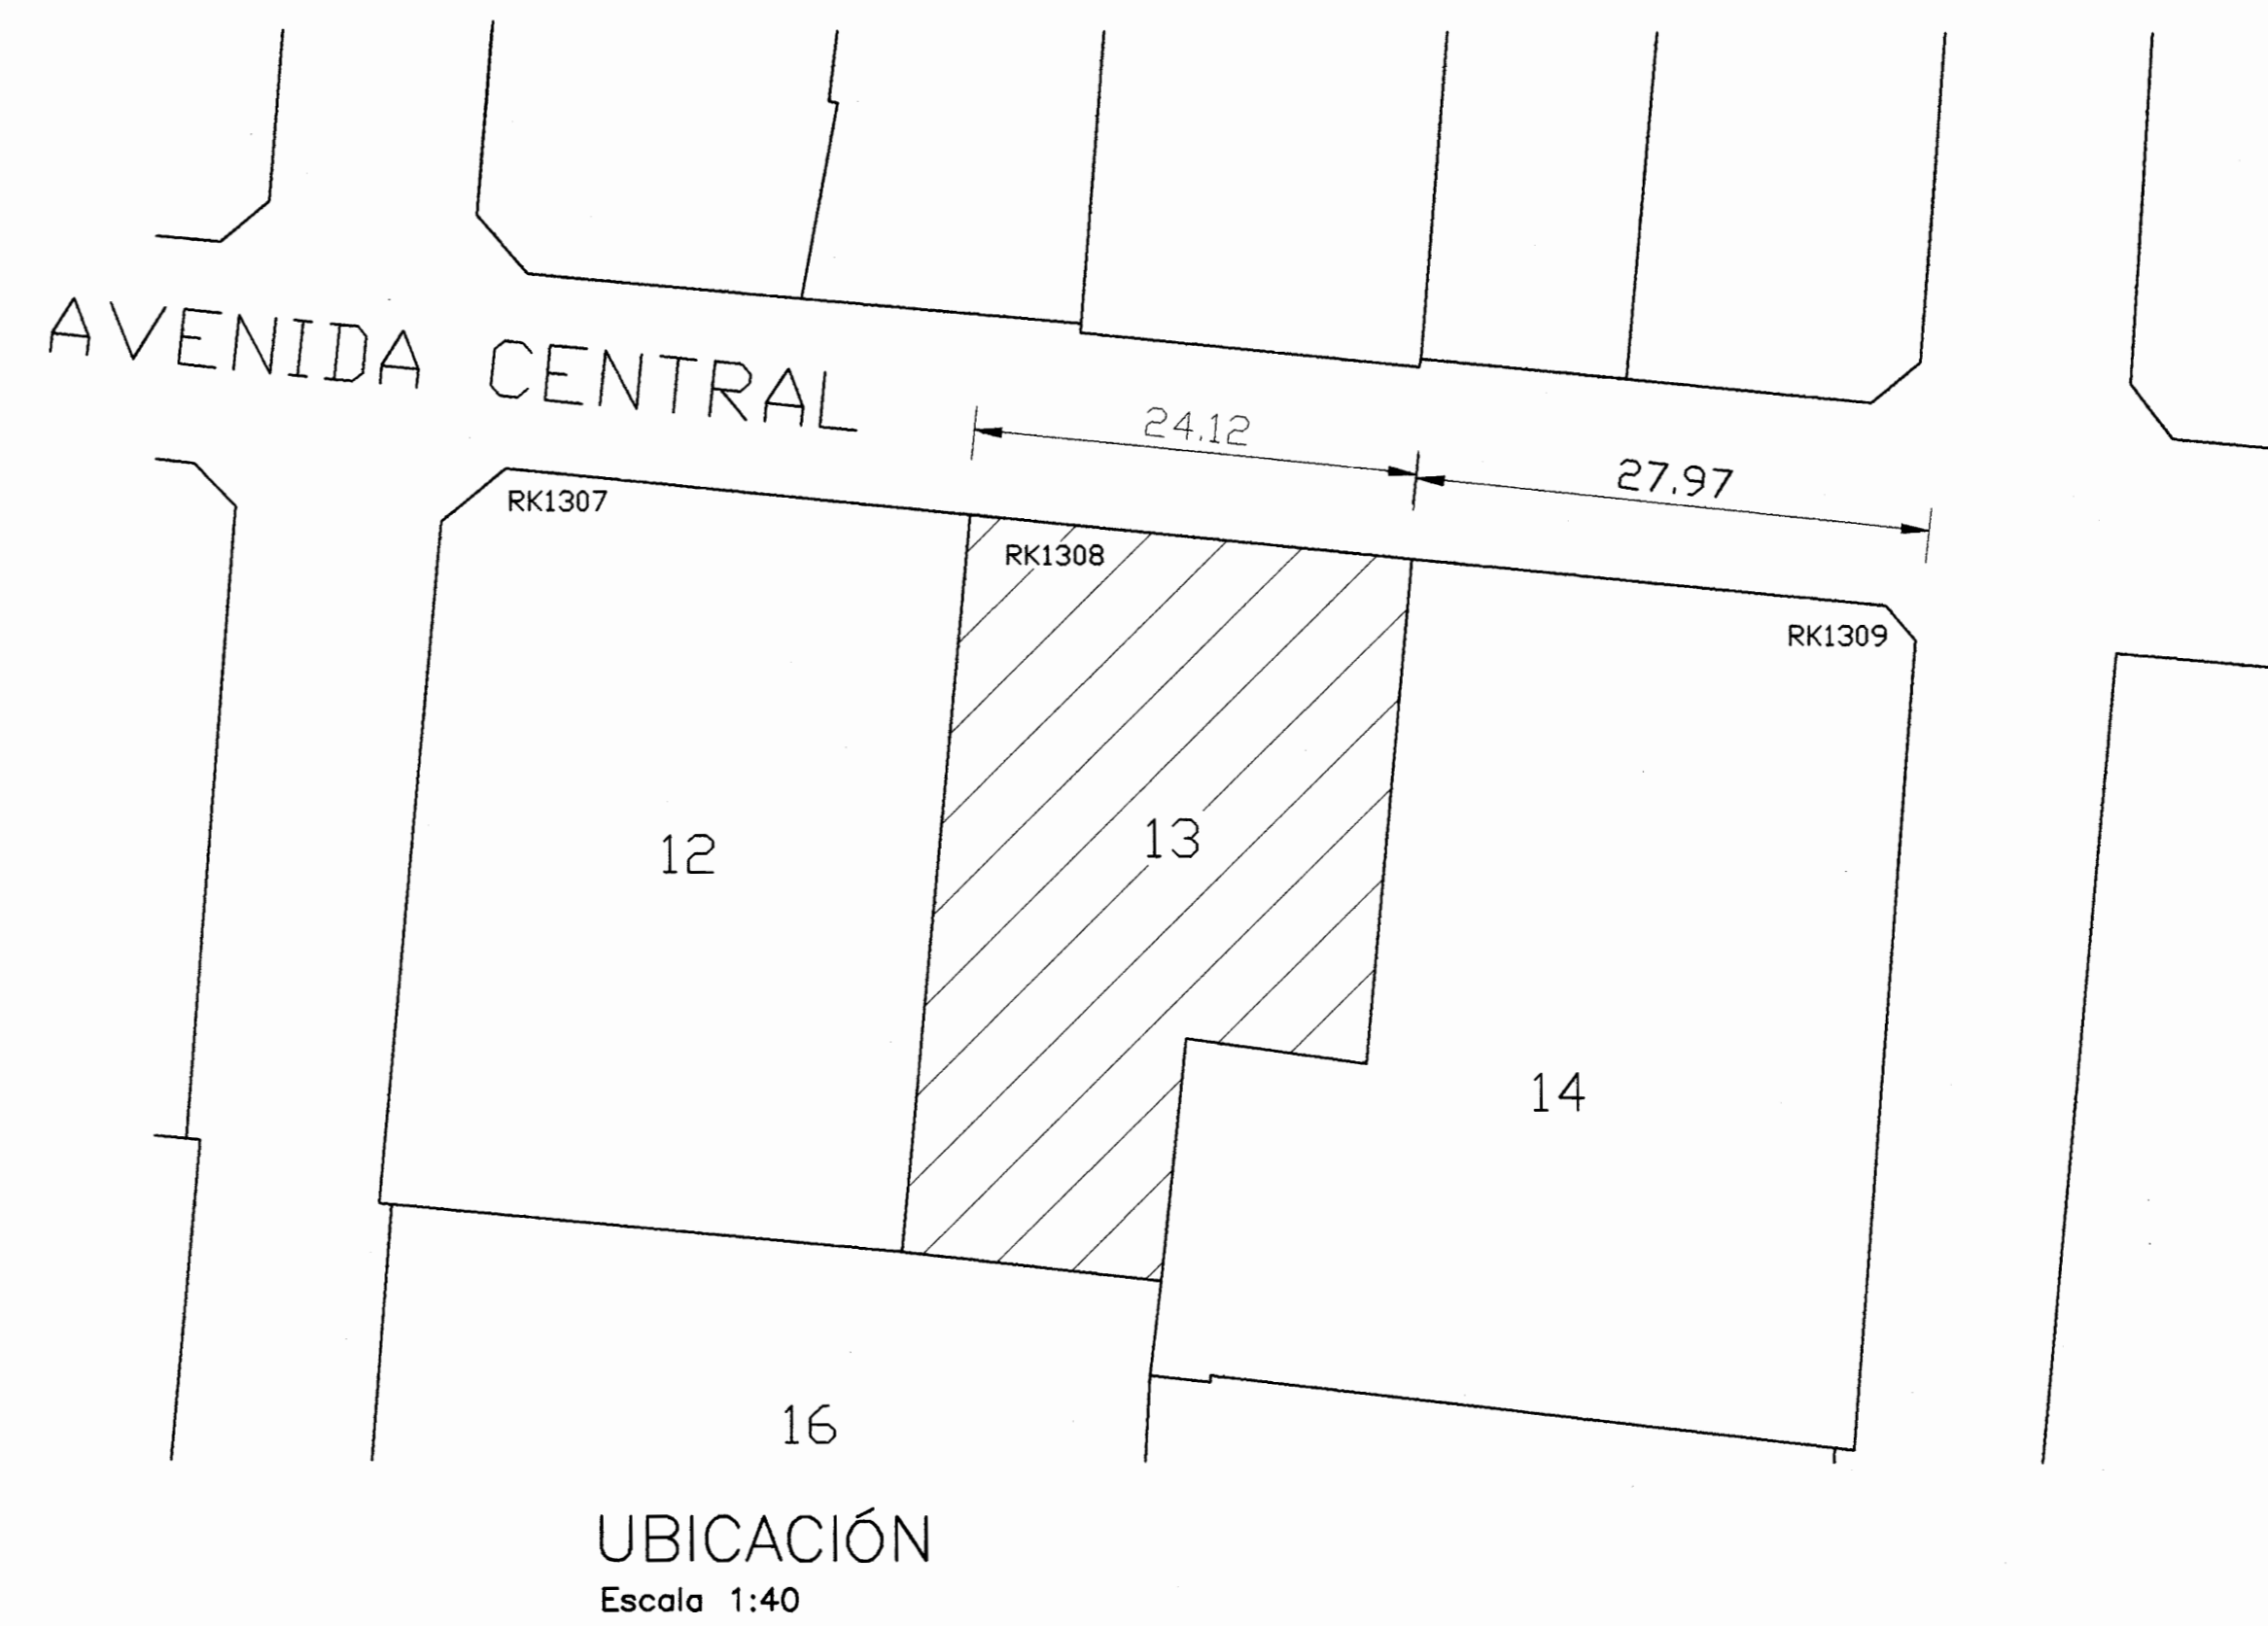 AVENIDA CENTRAL
24.12
27.97
RK1307
RK1308
RK1309
12
13
14
16
UBICACIÓN
Escala 1:40